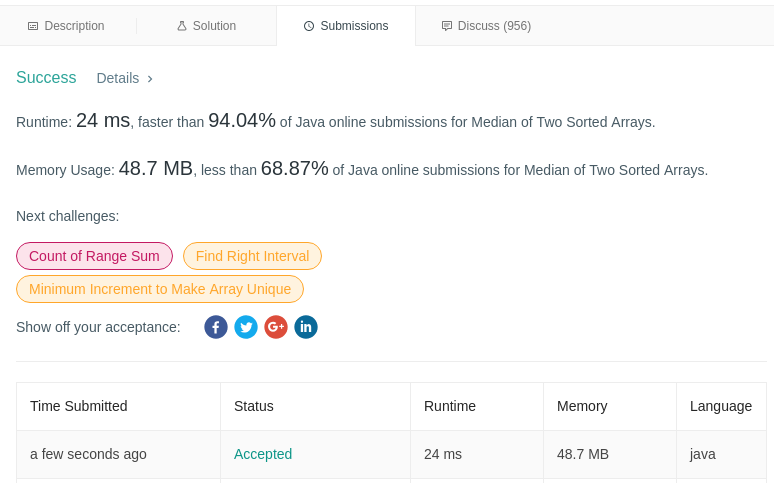 Description Solution Submissions Discuss (956)
Success Details
Runtime: 24 ms, faster than 94.04% of Java online submissions for Median of Two Sorted Arrays.
Memory Usage: 48.7 MB, less than 68.87% of Java online submissions for Median of Two Sorted Arrays.
Next challenges:
Count of Range Sum Find Right Interval
Minimum Increment to Make Array Unique
Show off your acceptance:
Time Submitted Status Runtime Memory Language
a few seconds ago Accepted 24 ms 48.7 MB java